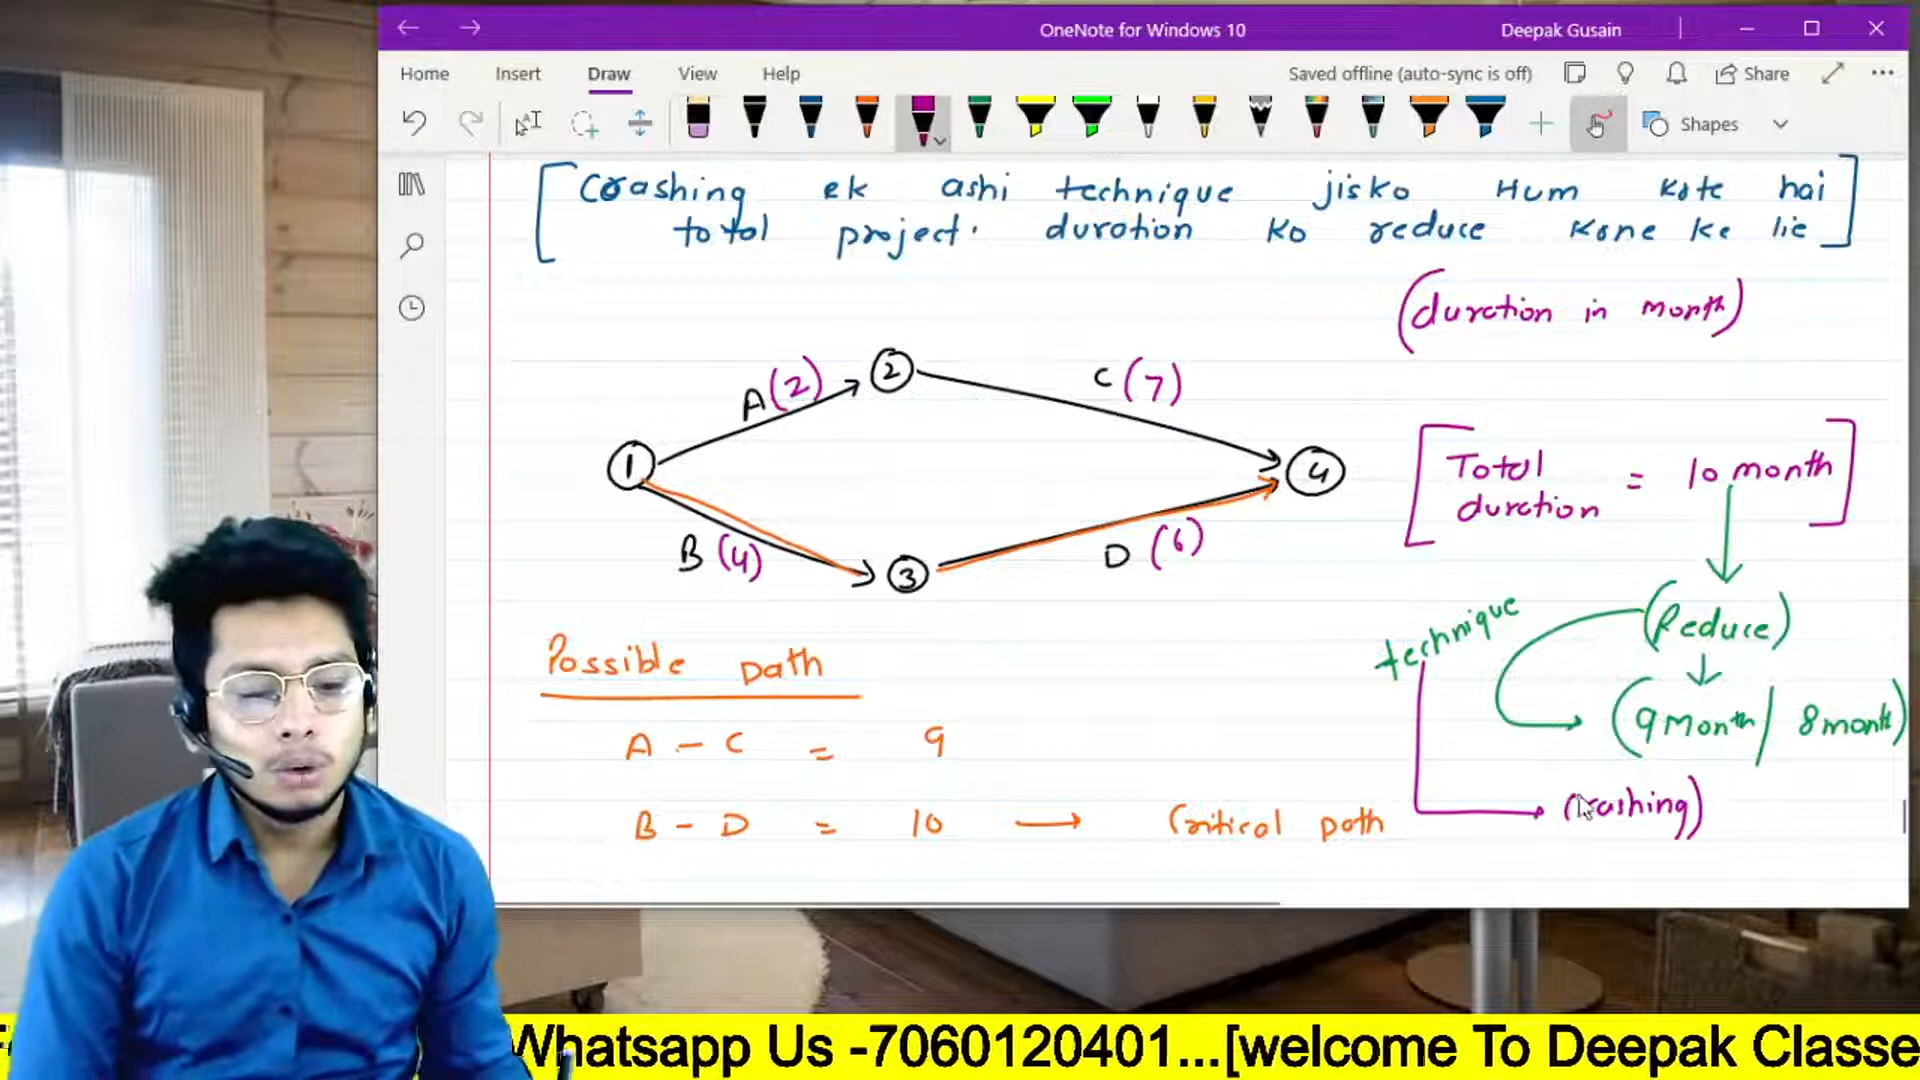 OneNote for Windows 10
Deepak Gusain
Home Insert Draw View Help
Saved offline (auto-sync is off)
Share
Shapes
[Crashing ek ashi technique jisko Hum Krte hai
total project. duration Ko reduce Krne ke lie]
(duration in month)
A (2)
2
C (7)
1
4
B (4)
3
D (6)
[Total duration = 10 month]
technique
(Reduce)
(9 Month / 8 month)
(Crashing)
Possible path
A - C = 9
B - D = 10 → Critical path
Whatsapp Us -7060120401...[welcome To Deepak Classe